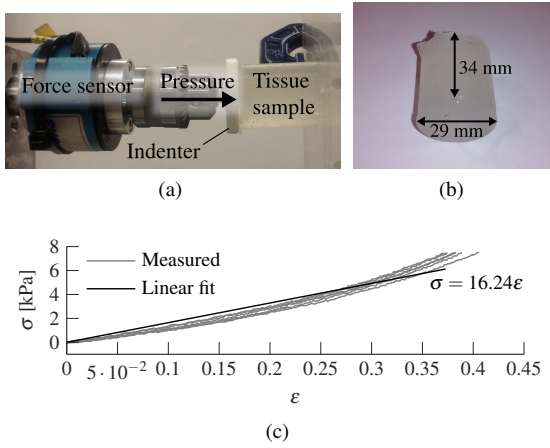 Force sensor
Pressure
Tissue
sample
Indenter
(a)
34 mm
29 mm
(b)
8
6
4
2
0
σ [kPa]
Measured
Linear fit
σ = 16.24ε
0
5·10⁻²
0.1
0.15
0.2
0.25
0.3
0.35
0.4
0.45
ε
(c)